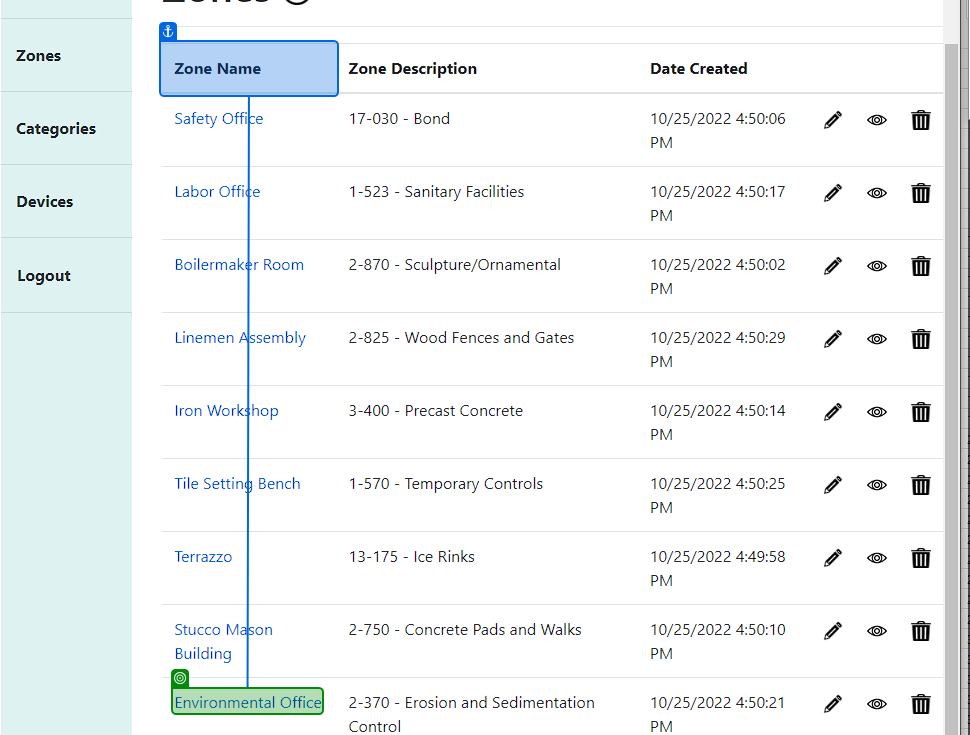 Zones
Zones
Categories
Devices
Logout
Zone Name Zone Description Date Created
Safety Office 17-030 - Bond 10/25/2022 4:50:06
PM
Labor Office 1-523 - Sanitary Facilities 10/25/2022 4:50:17
PM
Boilermaker Room 2-870 - Sculpture/Ornamental 10/25/2022 4:50:02
PM
Linemen Assembly 2-825 - Wood Fences and Gates 10/25/2022 4:50:29
PM
Iron Workshop 3-400 - Precast Concrete 10/25/2022 4:50:14
PM
Tile Setting Bench 1-570 - Temporary Controls 10/25/2022 4:50:25
PM
Terrazzo 13-175 - Ice Rinks 10/25/2022 4:49:58
PM
Stucco Mason 2-750 - Concrete Pads and Walks 10/25/2022 4:50:10
Building PM
Environmental Office 2-370 - Erosion and Sedimentation 10/25/2022 4:50:21
Control PM